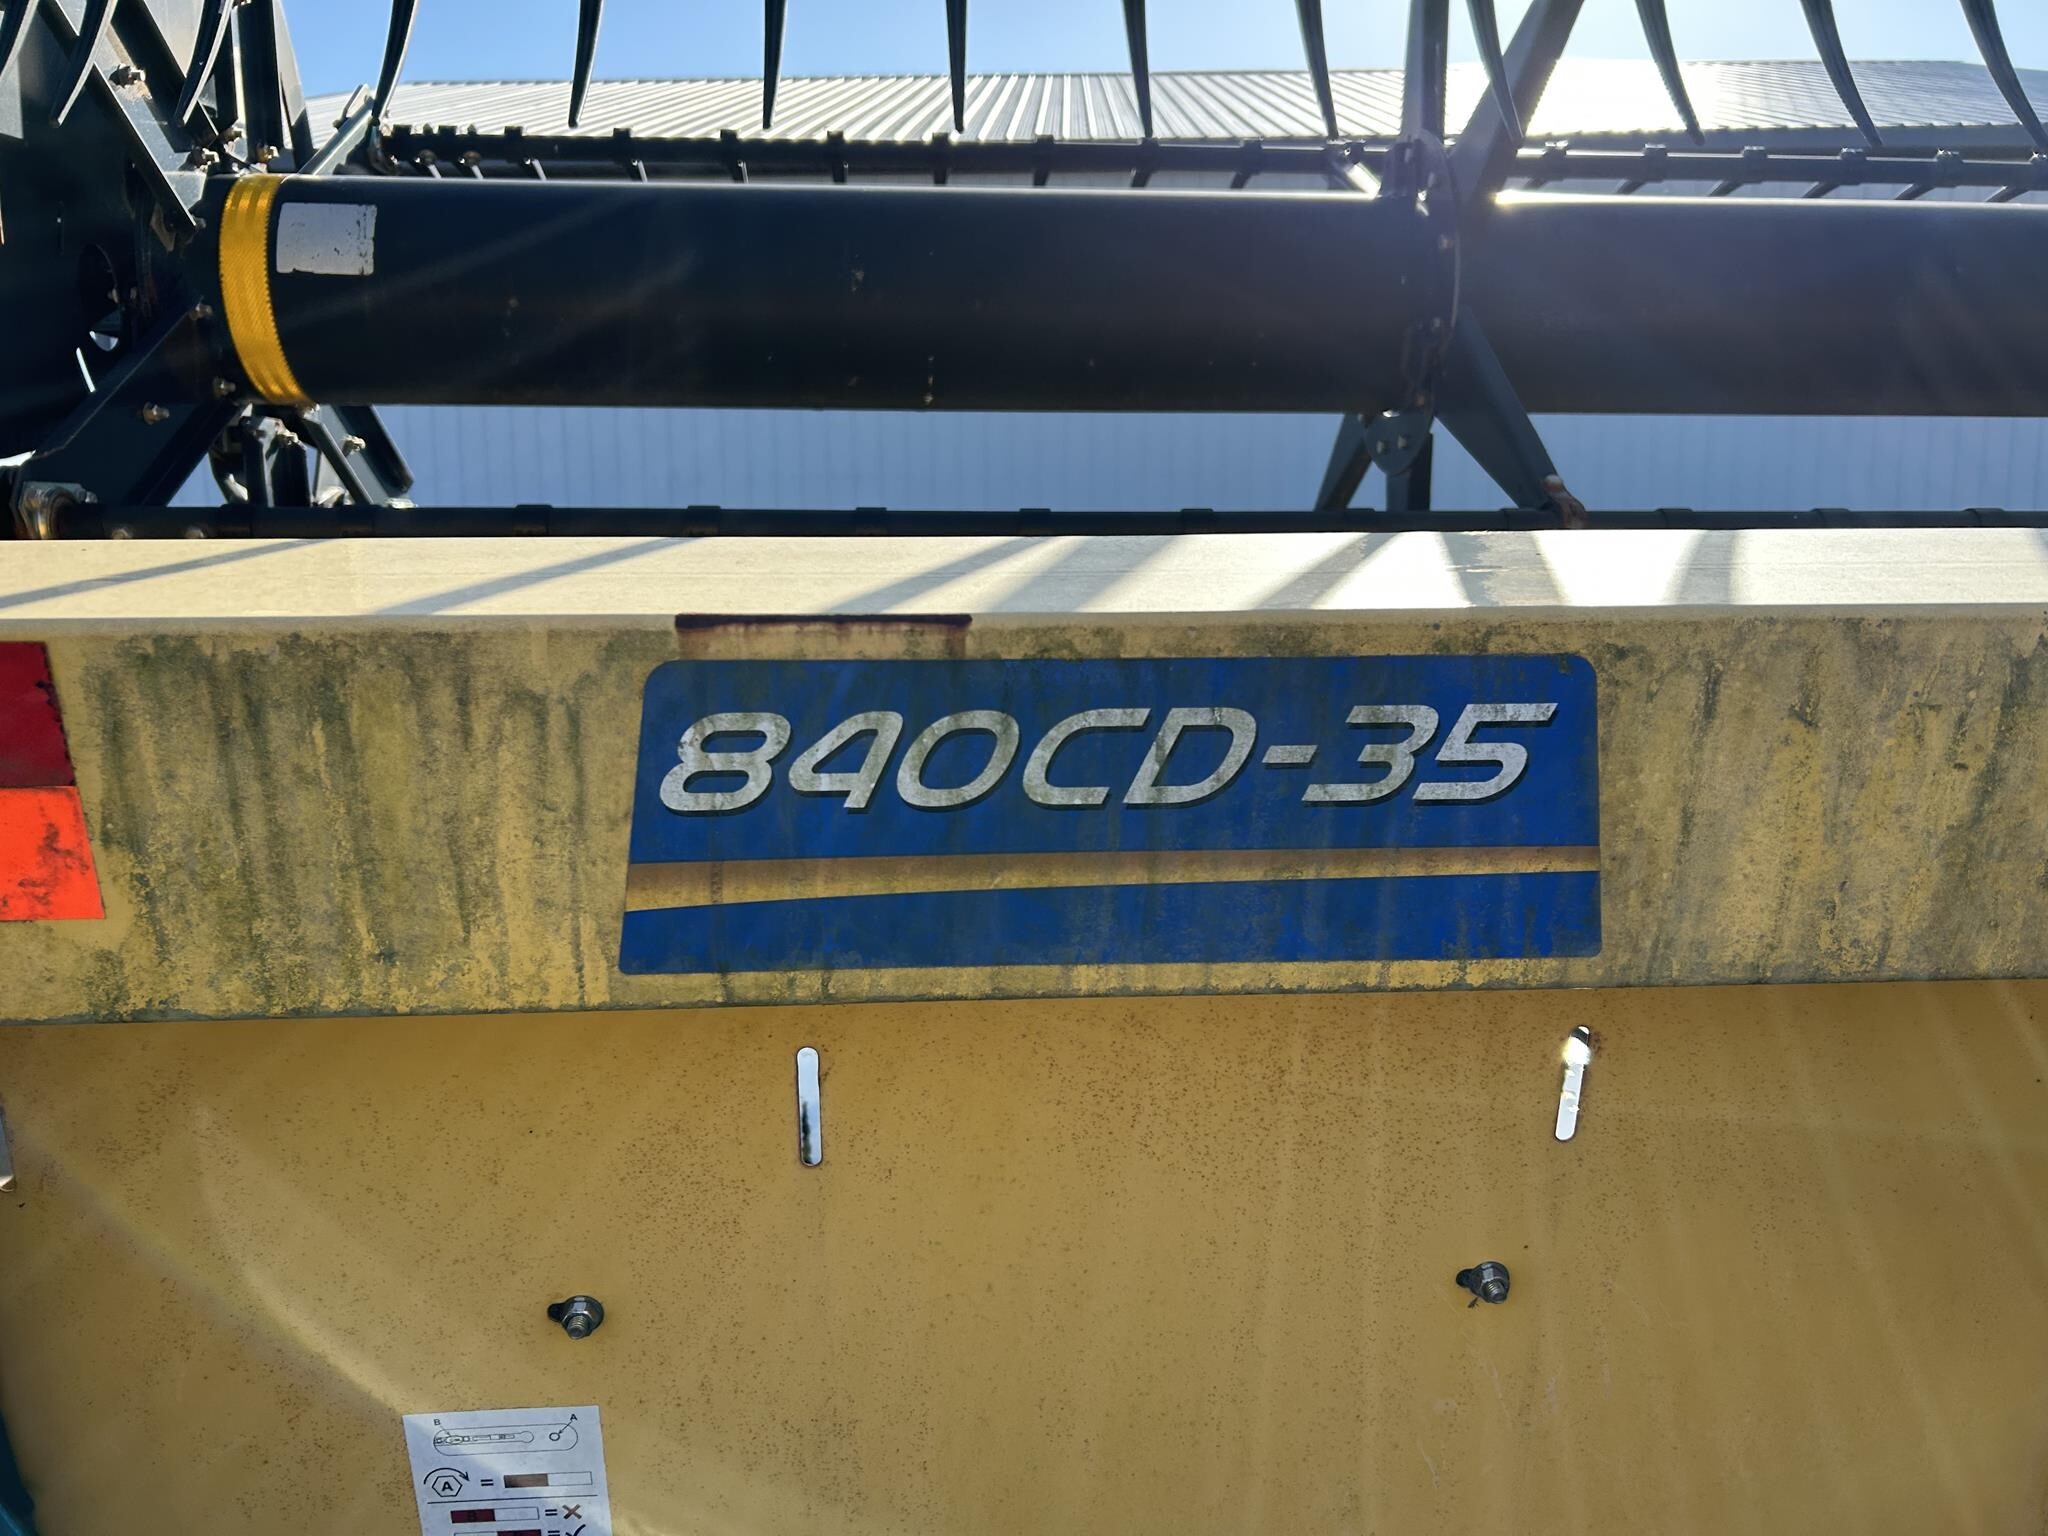 840CD-35
B A
A =
B =
=